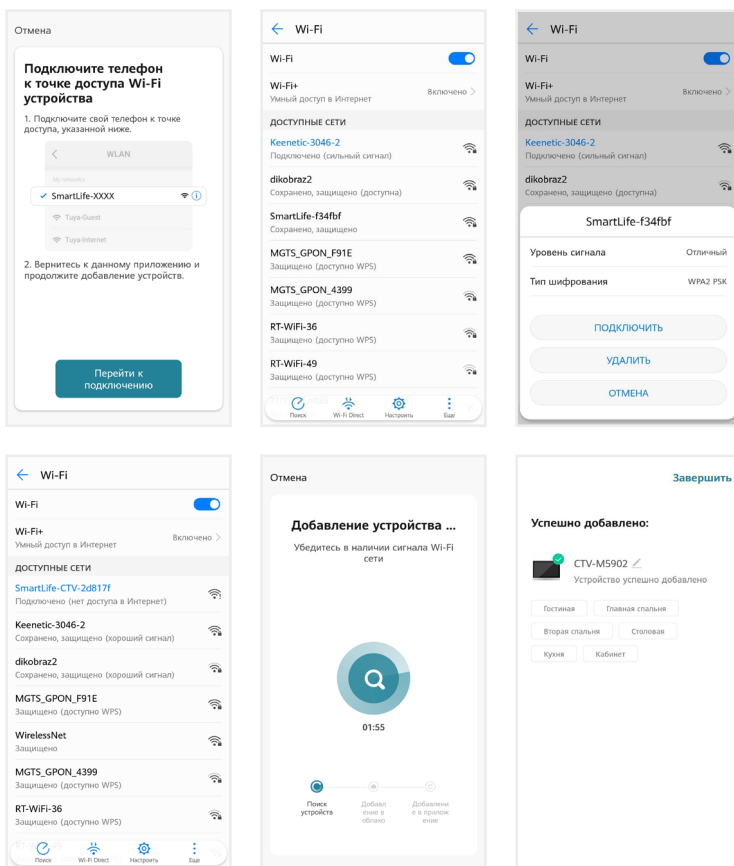 Отмена
Подключите телефон
к точке доступа Wi-Fi
устройства
1. Подключите свой телефон к точке
доступа, указанной ниже.
WLAN
My networks
SmartLife-XXXX
Tuya-Guest
Tuya-Internet
2. Вернитесь к данному приложению и
продолжите добавление устройств.
Перейти к
подключению
Wi-Fi
Wi-Fi
Wi-Fi+
Умный доступ в Интернет
Включено
ДОСТУПНЫЕ СЕТИ
Keenetic-3046-2
Подключено (сильный сигнал)
dikobraz2
Сохранено, защищено (доступна)
SmartLife-f34fbf
Сохранено, защищено
MGTS_GPON_F91E
Защищено (доступно WPS)
MGTS_GPON_4399
Защищено (доступно WPS)
RT-WiFi-36
Защищено (доступно WPS)
RT-WiFi-49
Защищено (доступно WPS)
Поиск Wi-Fi Direct Настроить Еще
Wi-Fi
Wi-Fi
Wi-Fi+
Умный доступ в Интернет
Включено
ДОСТУПНЫЕ СЕТИ
Keenetic-3046-2
Подключено (сильный сигнал)
dikobraz2
Сохранено, защищено (доступна)
SmartLife-f34fbf
Уровень сигнала Отличный
Тип шифрования WPA2 PSK
ПОДКЛЮЧИТЬ
УДАЛИТЬ
ОТМЕНА
Wi-Fi
Wi-Fi
Wi-Fi+
Умный доступ в Интернет
Включено
ДОСТУПНЫЕ СЕТИ
SmartLife-CTV-2d817f
Подключено (нет доступа в Интернет)
Keenetic-3046-2
Сохранено, защищено (хороший сигнал)
dikobraz2
Сохранено, защищено (хороший сигнал)
MGTS_GPON_F91E
Защищено (доступно WPS)
WirelessNet
Защищено
MGTS_GPON_4399
Защищено (доступно WPS)
RT-WiFi-36
Защищено (доступно WPS)
Поиск Wi-Fi Direct Настроить Еще
Отмена
Добавление устройства ...
Убедитесь в наличии сигнала Wi-Fi
сети
01:55
Поиск
устройств
Добавл
ение в
облако
Добавлени
е в прилож
ение
Завершить
Успешно добавлено:
CTV-M5902
Устройство успешно добавлено
Гостиная Главная спальня
Вторая спальня Столовая
Кухня Кабинет